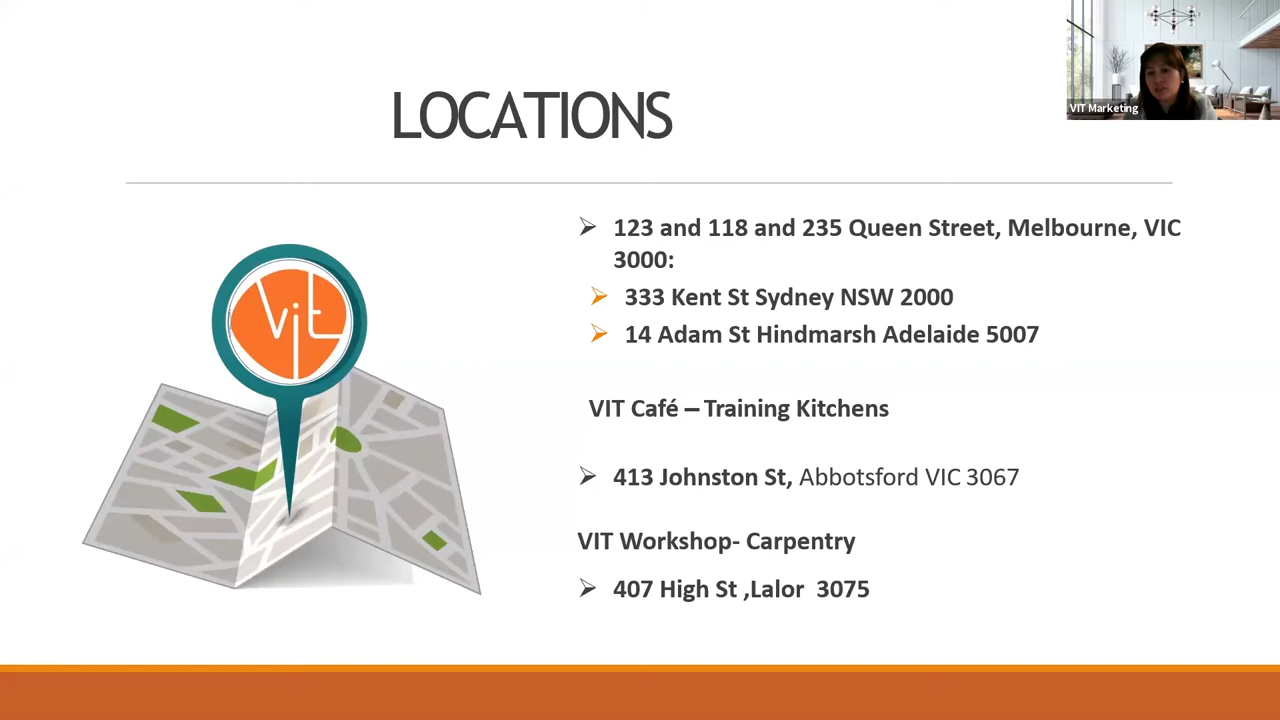 LOCATIONS
VIT Marketing
➢ 123 and 118 and 235 Queen Street, Melbourne, VIC
3000:
➢ 333 Kent St Sydney NSW 2000
➢ 14 Adam St Hindmarsh Adelaide 5007
vit
VIT Café – Training Kitchens
➢ 413 Johnston St, Abbotsford VIC 3067
VIT Workshop- Carpentry
➢ 407 High St ,Lalor 3075